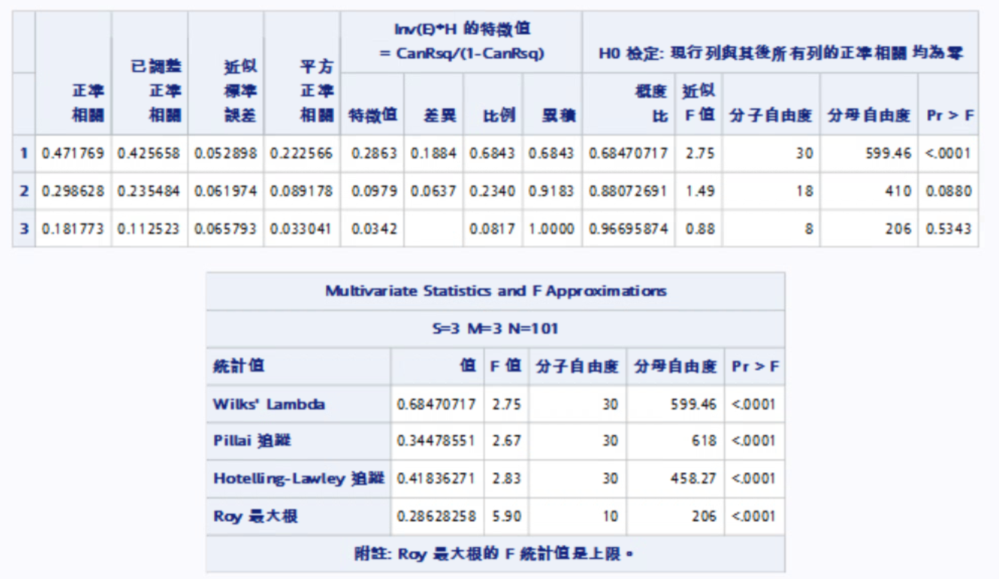 Inv(E)*H 的特徵值
= CanRsq/(1-CanRsq)
H0 檢定: 現行列與其後所有列的正準相關 均為零
正準
相關
已調整
正準
相關
近似
標準
誤差
平方
正準
相關
特徵值 差異 比例 累積
概度
比
近似
F 值
分子自由度 分母自由度 Pr > F
1 0.471769 0.425658 0.052898 0.222566 0.2863 0.1884 0.6843 0.6843 0.68470717 2.75 30 599.46 <.0001
2 0.298628 0.235484 0.061974 0.089178 0.0979 0.0637 0.2340 0.9183 0.88072691 1.49 18 410 0.0880
3 0.181773 0.112523 0.065793 0.033041 0.0342 0.0817 1.0000 0.96695874 0.88 8 206 0.5343
Multivariate Statistics and F Approximations
S=3 M=3 N=101
統計值 值 F 值 分子自由度 分母自由度 Pr > F
Wilks' Lambda 0.68470717 2.75 30 599.46 <.0001
Pillai 追蹤 0.34478551 2.67 30 618 <.0001
Hotelling-Lawley 追蹤 0.41836271 2.83 30 458.27 <.0001
Roy 最大根 0.28628258 5.90 10 206 <.0001
附註: Roy 最大根的 F 統計值是上限。